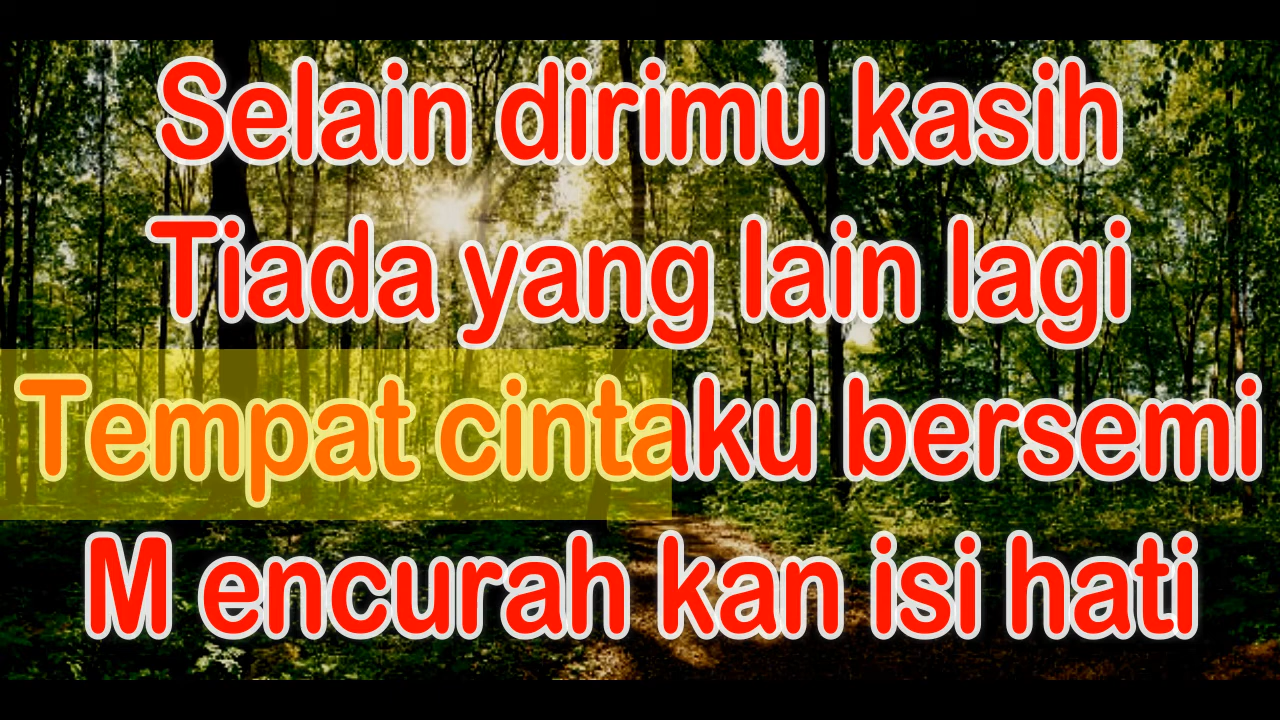 Selain dirimu kasih
Tiada yang lain lagi
Tempat cintaku bersemi
M encurah kan isi hati